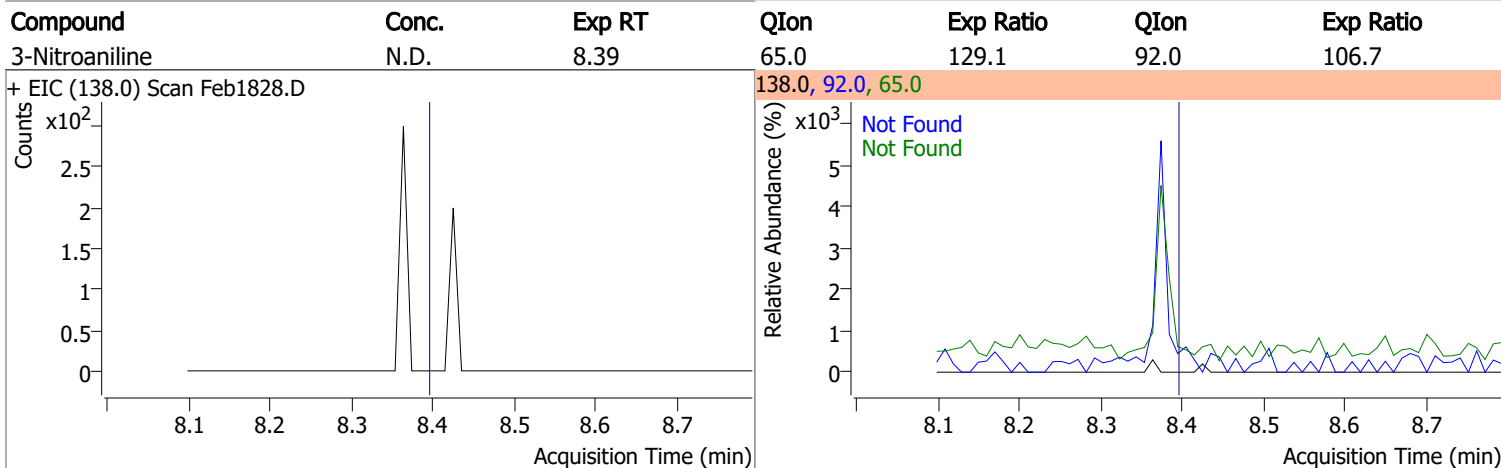 Compound Conc. Exp RT QIon Exp Ratio QIon Exp Ratio
3-Nitroaniline N.D. 8.39 65.0 129.1 92.0 106.7
+ EIC (138.0) Scan Feb1828.D
Counts
x10²
2.5
2
1.5
1
0.5
0
8.1 8.2 8.3 8.4 8.5 8.6 8.7
Acquisition Time (min)
138.0, 92.0, 65.0
Relative Abundance (%)
x10³
Not Found
Not Found
5
4
3
2
1
0
8.1 8.2 8.3 8.4 8.5 8.6 8.7
Acquisition Time (min)